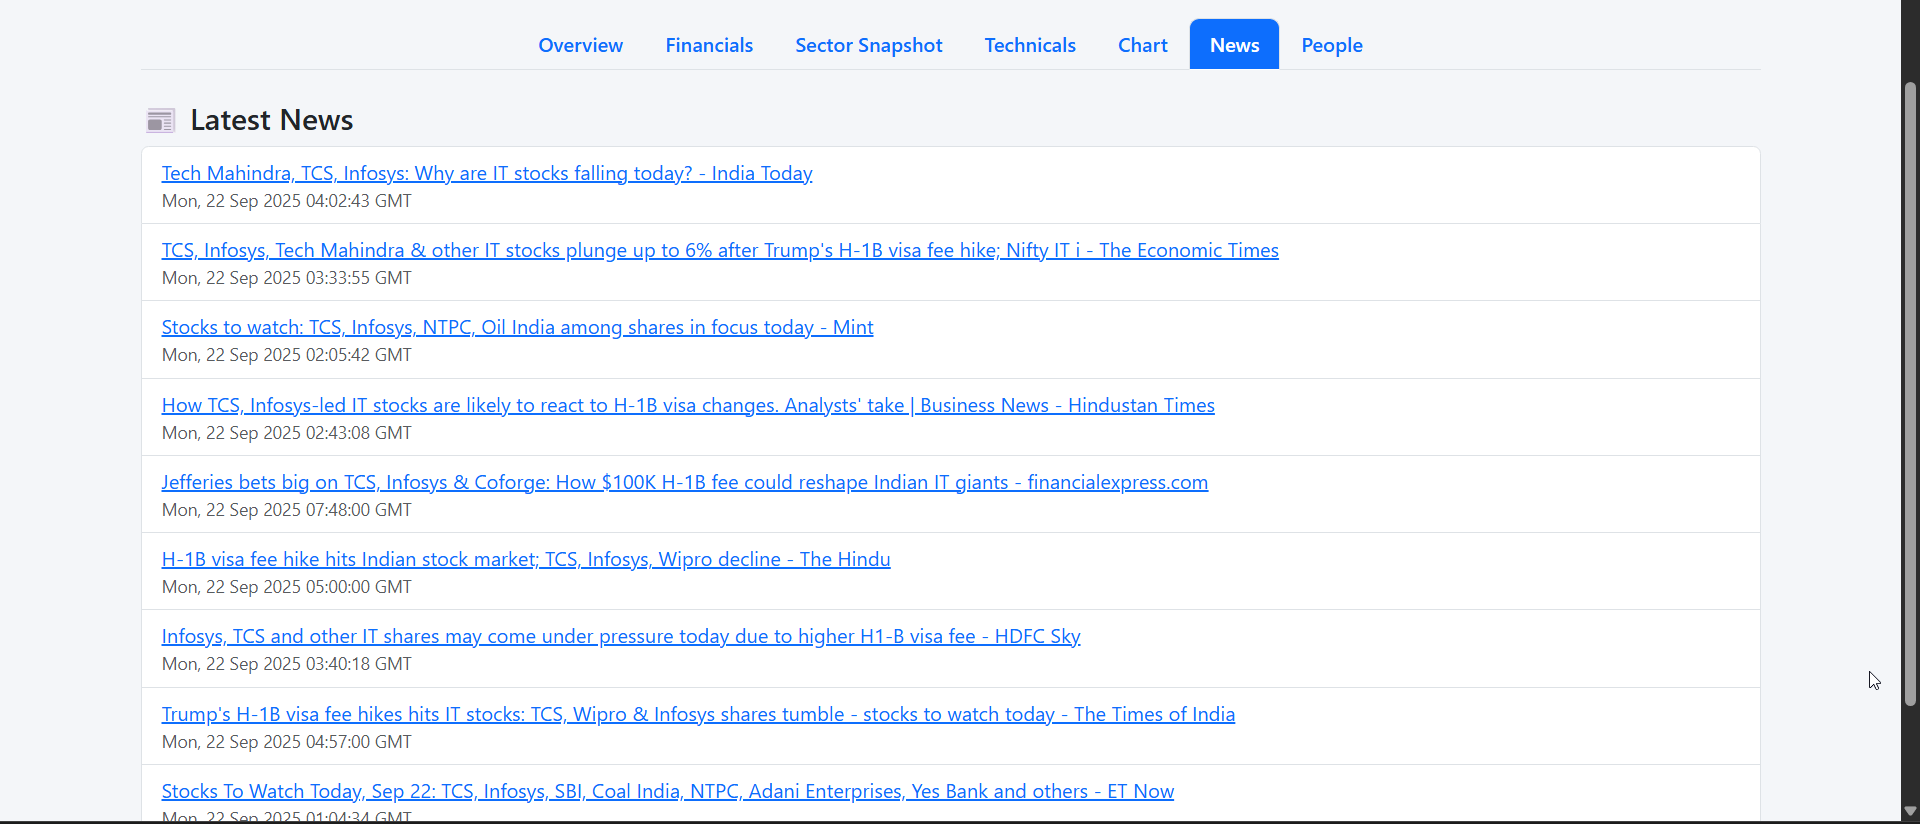 Overview Financials Sector Snapshot Technicals Chart News People
Latest News
Tech Mahindra, TCS, Infosys: Why are IT stocks falling today? - India Today
Mon, 22 Sep 2025 04:02:43 GMT
TCS, Infosys, Tech Mahindra & other IT stocks plunge up to 6% after Trump's H-1B visa fee hike; Nifty IT i - The Economic Times
Mon, 22 Sep 2025 03:33:55 GMT
Stocks to watch: TCS, Infosys, NTPC, Oil India among shares in focus today - Mint
Mon, 22 Sep 2025 02:05:42 GMT
How TCS, Infosys-led IT stocks are likely to react to H-1B visa changes. Analysts' take | Business News - Hindustan Times
Mon, 22 Sep 2025 02:43:08 GMT
Jefferies bets big on TCS, Infosys & Coforge: How $100K H-1B fee could reshape Indian IT giants - financialexpress.com
Mon, 22 Sep 2025 07:48:00 GMT
H-1B visa fee hike hits Indian stock market; TCS, Infosys, Wipro decline - The Hindu
Mon, 22 Sep 2025 05:00:00 GMT
Infosys, TCS and other IT shares may come under pressure today due to higher H1-B visa fee - HDFC Sky
Mon, 22 Sep 2025 03:40:18 GMT
Trump's H-1B visa fee hikes hits IT stocks: TCS, Wipro & Infosys shares tumble - stocks to watch today - The Times of India
Mon, 22 Sep 2025 04:57:00 GMT
Stocks To Watch Today, Sep 22: TCS, Infosys, SBI, Coal India, NTPC, Adani Enterprises, Yes Bank and others - ET Now
Mon, 22 Sep 2025 01:04:34 GMT